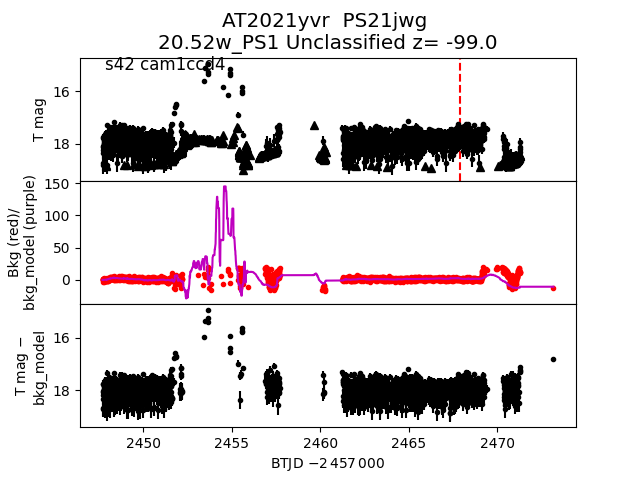 AT2021yvr  PS21jwg
20.52w_PS1 Unclassified z= -99.0
s42 cam1ccd4
T mag
16
18
Bkg (red)/
bkg_model (purple)
150
100
50
0
T mag −
bkg_model
16
18
2450
2455
2460
2465
2470
BTJD −2 457 000